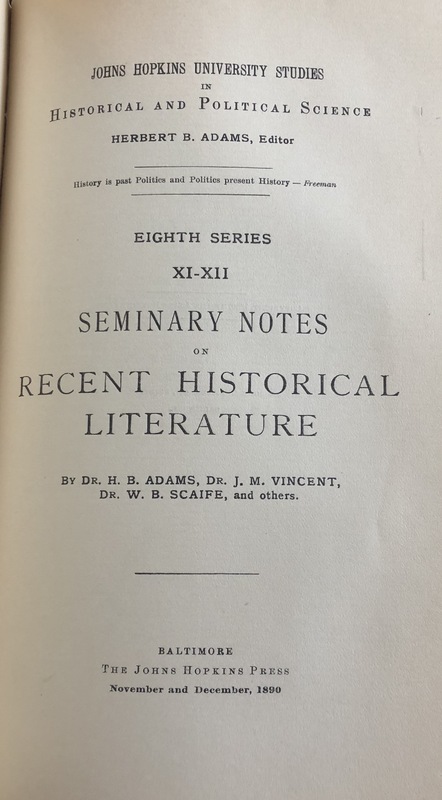 JOHNS HOPKINS UNIVERSITY STUDIES
IN
HISTORICAL AND POLITICAL SCIENCE
HERBERT B. ADAMS, Editor
History is past Politics and Politics present History — Freeman
EIGHTH SERIES
XI-XII
SEMINARY NOTES
ON
RECENT HISTORICAL
LITERATURE
BY DR. H. B. ADAMS, DR. J. M. VINCENT,
DR. W. B. SCAIFE, and others.
BALTIMORE
THE JOHNS HOPKINS PRESS
November and December, 1890